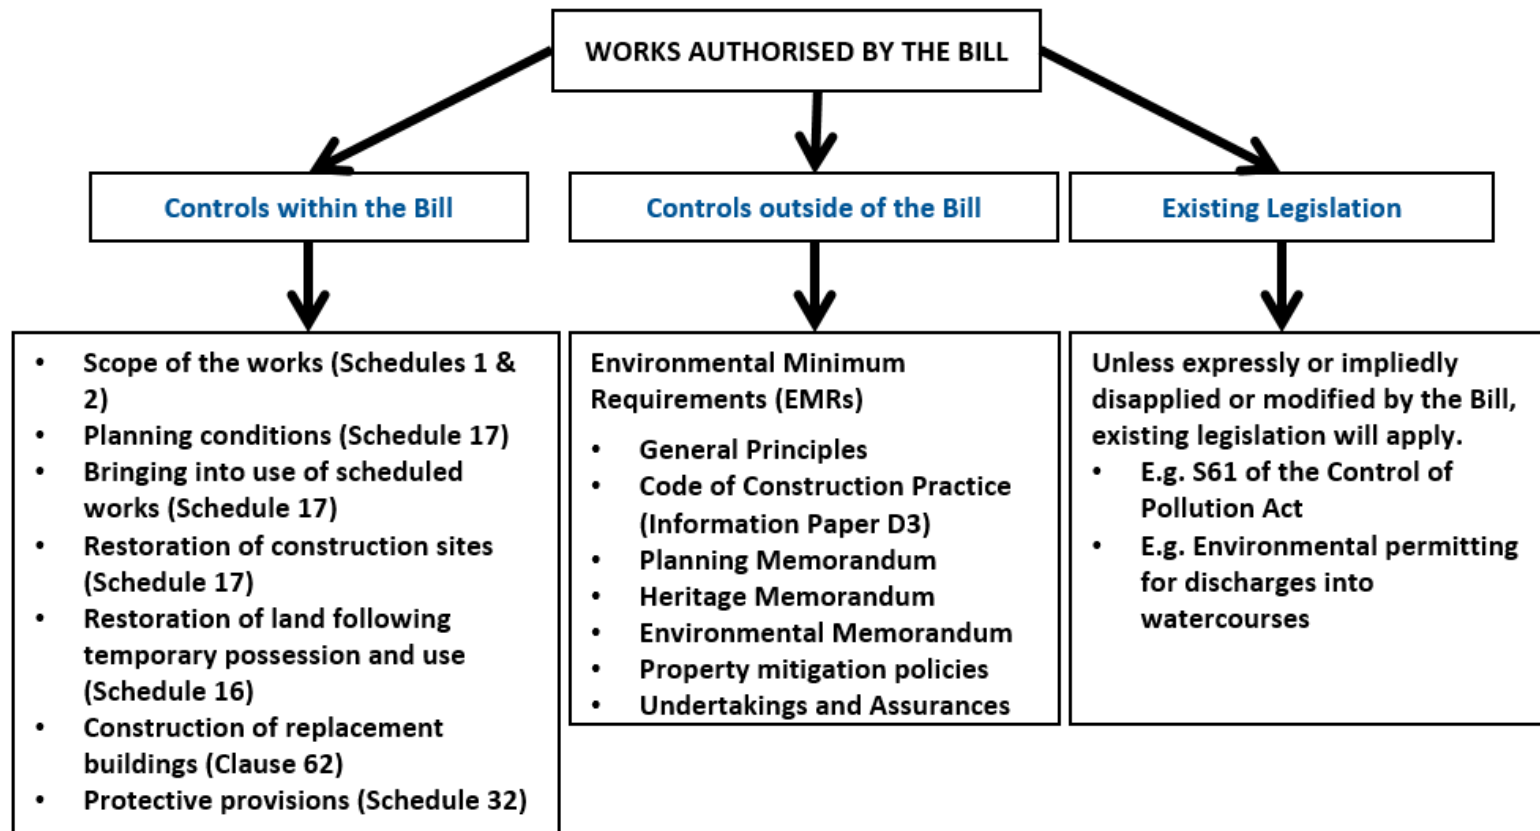 WORKS AUTHORISED BY THE BILL
Controls within the Bill
Controls outside of the Bill
Existing Legislation
• Scope of the works (Schedules 1 &
2)
• Planning conditions (Schedule 17)
• Bringing into use of scheduled
works (Schedule 17)
• Restoration of construction sites
(Schedule 17)
• Restoration of land following
temporary possession and use
(Schedule 16)
• Construction of replacement
buildings (Clause 62)
• Protective provisions (Schedule 32)
Environmental Minimum
Requirements (EMRs)
• General Principles
• Code of Construction Practice
(Information Paper D3)
• Planning Memorandum
• Heritage Memorandum
• Environmental Memorandum
• Property mitigation policies
• Undertakings and Assurances
Unless expressly or impliedly
disapplied or modified by the Bill,
existing legislation will apply.
• E.g. S61 of the Control of
Pollution Act
• E.g. Environmental permitting
for discharges into
watercourses